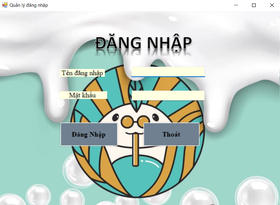 Quản lý đăng nhập
ĐĂNG NHẬP
Tên đăng nhập
Mật khẩu
Đăng Nhập
Thoát